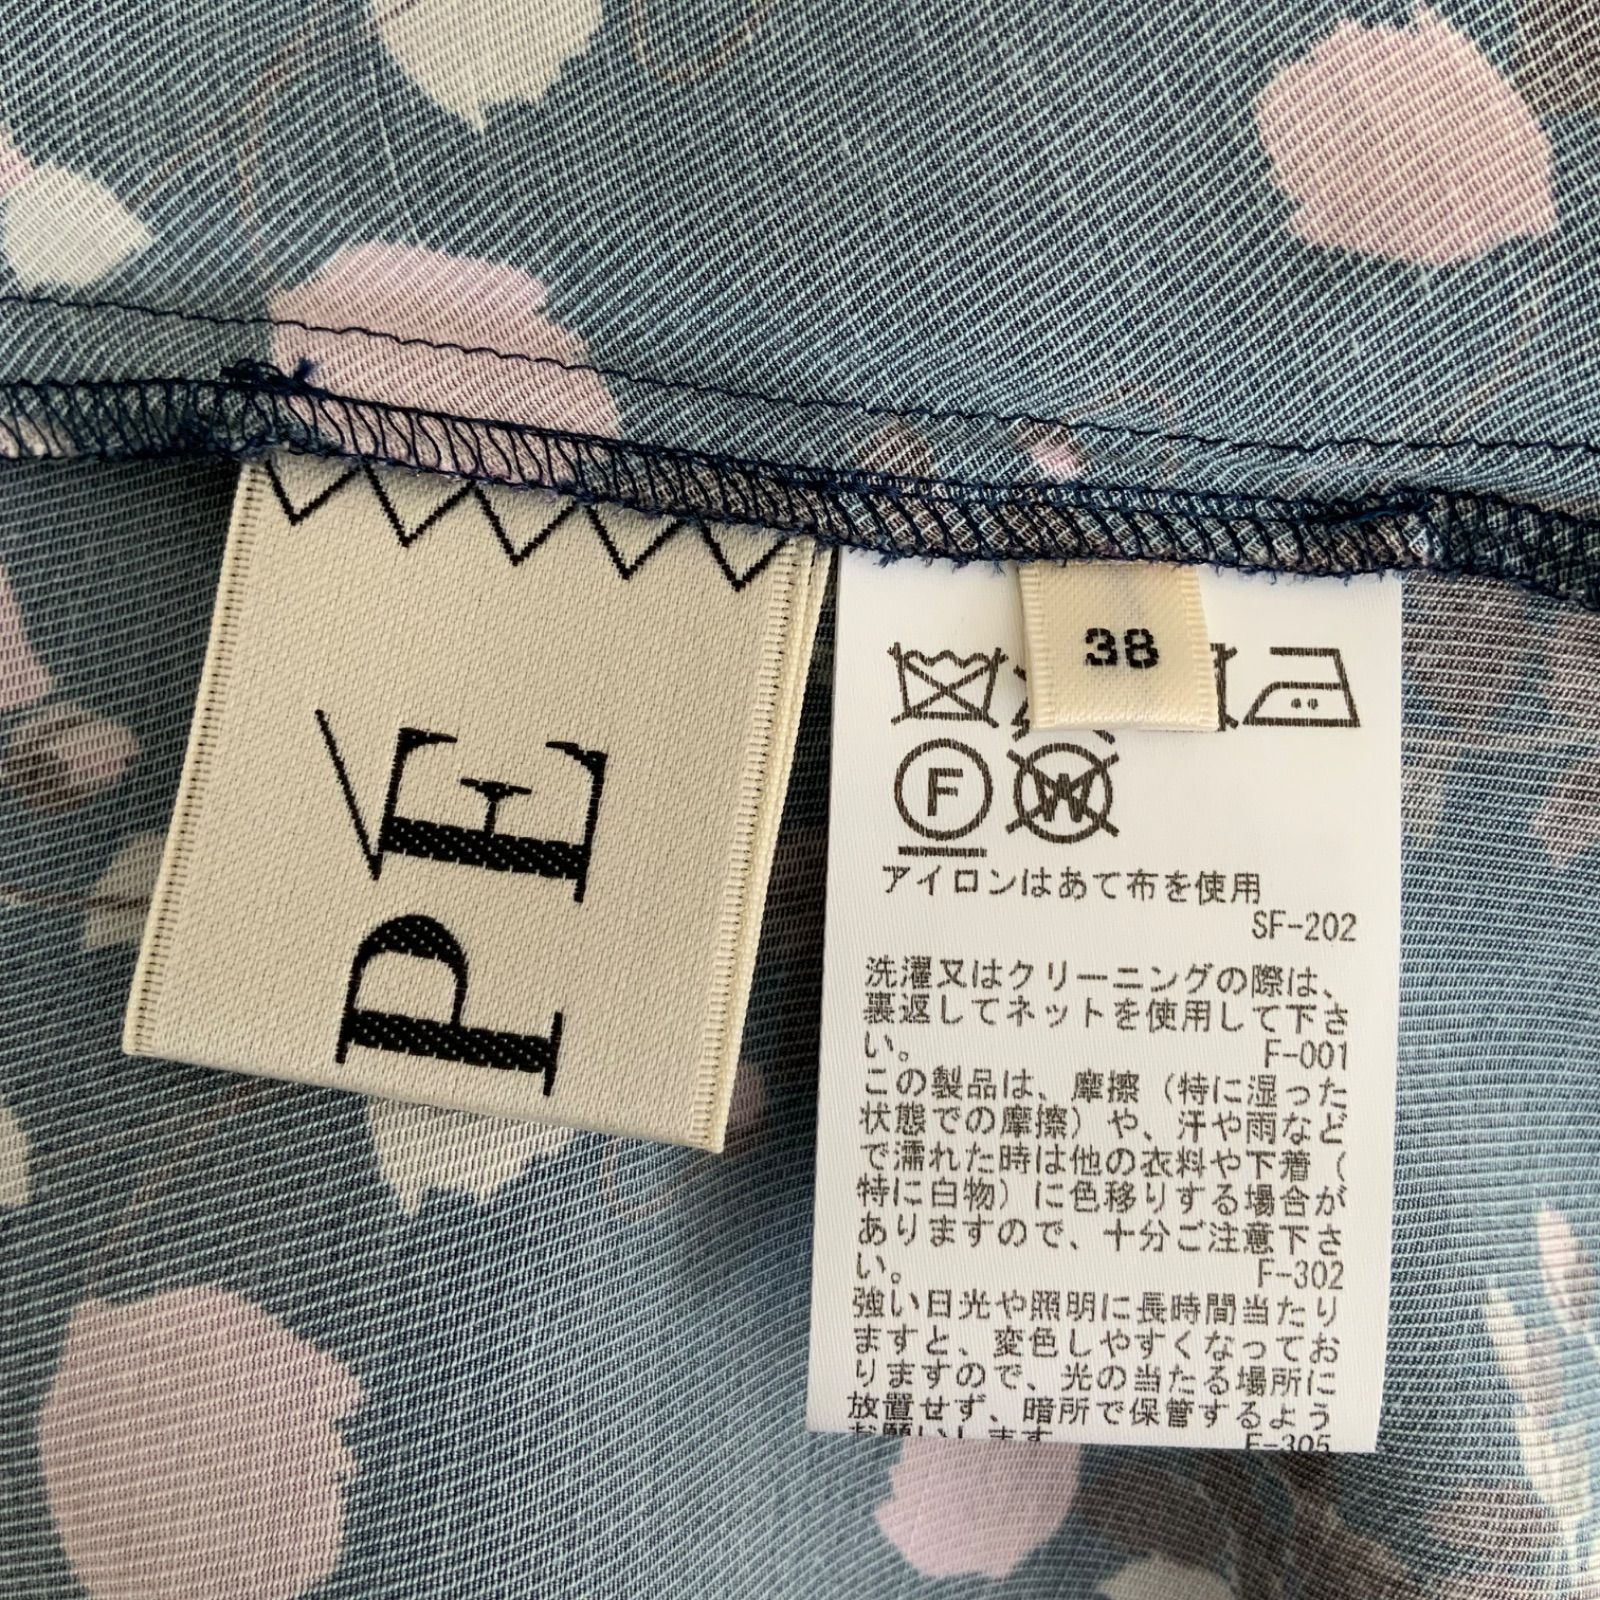 PÉ
38
F
W
アイロンはあて布を使用
SF-202
洗濯又はクリーニングの際は、
裏返してネットを使用して下さ
い。
F-001
この製品は、摩擦（特に湿った
状態での摩擦）や、汗や雨など
で濡れた時は他の衣料や下着（
特に白物）に色移りする場合が
ありますので、十分ご注意下さ
い。
F-302
強い日光や照明に長時間当たり
ますと、変色しやすくなってお
りますので、光の当たる場所に
放置せず、暗所で保管するよう
お願いします
F-305